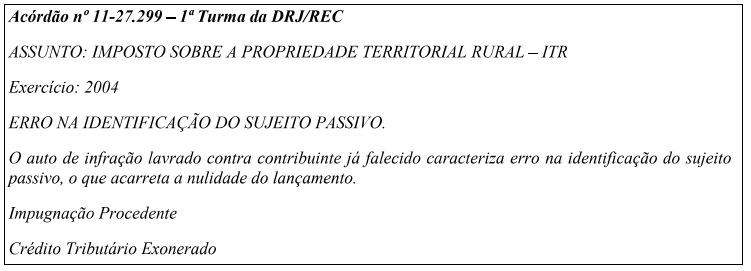 Acórdão nº 11-27.299 – 1ª Turma da DRJ/REC
ASSUNTO: IMPOSTO SOBRE A PROPRIEDADE TERRITORIAL RURAL – ITR
Exercício: 2004
ERRO NA IDENTIFICAÇÃO DO SUJEITO PASSIVO.
O auto de infração lavrado contra contribuinte já falecido caracteriza erro na identificação do sujeito
passivo, o que acarreta a nulidade do lançamento.
Impugnação Procedente
Crédito Tributário Exonerado